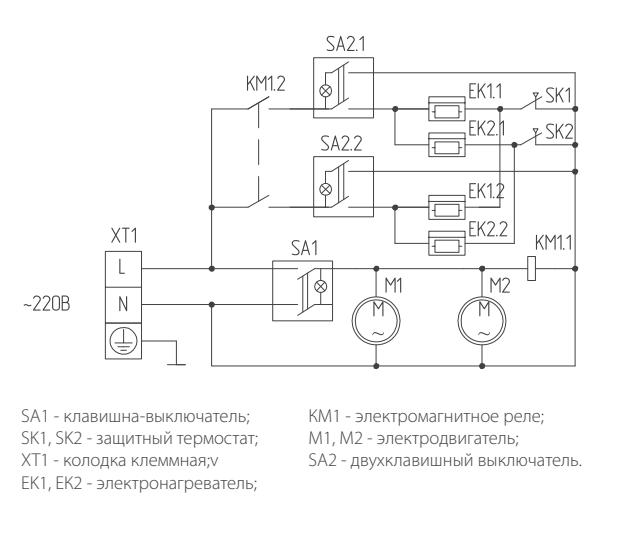 SA2.1
KM1.2
EK1.1
SK1
EK2.1
SK2
SA2.2
EK1.2
EK2.2
XT1
SA1
KM1.1
L
M1
M2
~220В
N
M
~
M
~
SA1 - клавишна-выключатель;
SK1, SK2 - защитный термостат;
XT1 - колодка клеммная;v
EK1, EK2 - электронагреватель;
KM1 - электромагнитное реле;
M1, M2 - электродвигатель;
SA2 - двухклавишный выключатель.